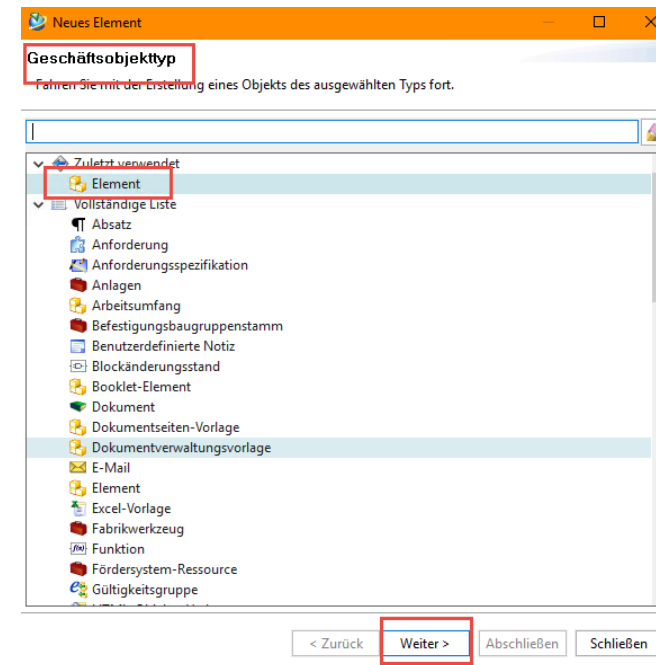 Neues Element
Geschäftsobjekttyp
Fahren Sie mit der Erstellung eines Objekts des ausgewählten Typs fort.
Zuletzt verwendet
Element
Vollständige Liste
Absatz
Anforderung
Anforderungsspezifikation
Anlagen
Arbeitsumfang
Befestigungsbaugruppenstamm
Benutzerdefinierte Notiz
Blockänderungsstand
Booklet-Element
Dokument
Dokumentseiten-Vorlage
Dokumentverwaltungsvorlage
E-Mail
Element
Excel-Vorlage
Fabrikwerkzeug
Funktion
Fördersystem-Ressource
Gültigkeitsgruppe
< Zurück Weiter > Abschließen Schließen